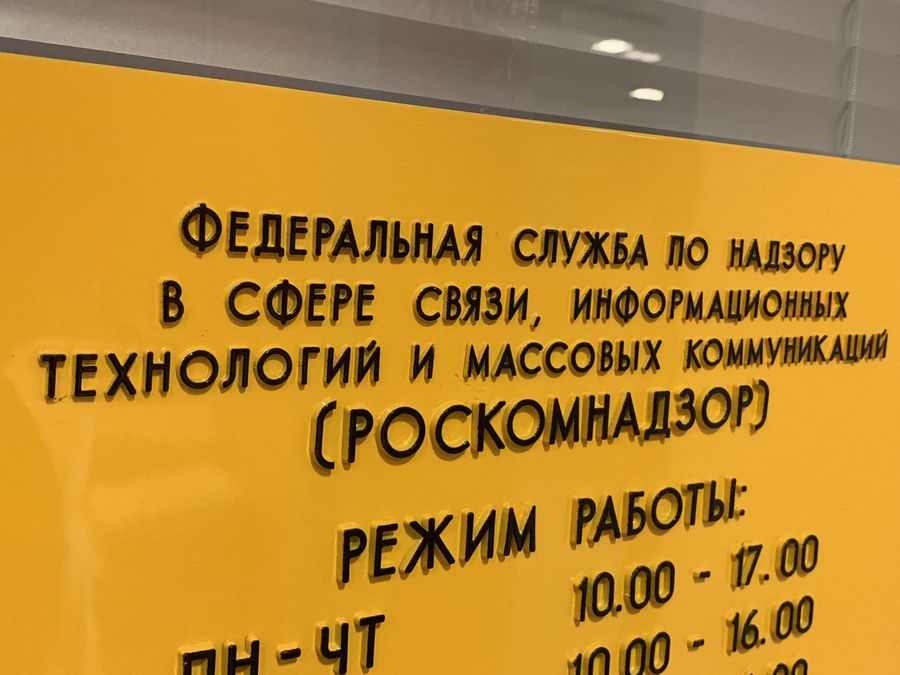 ФЕДЕРАЛЬНАЯ СЛУЖБА ПО НАДЗОРУ
В СФЕРЕ СВЯЗИ, ИНФОРМАЦИОННЫХ
ТЕХНОЛОГИЙ И МАССОВЫХ КОММУНИКАЦИЙ
(РОСКОМНАДЗОР)
РЕЖИМ РАБОТЫ:
10.00 - 17.00
ПН - ЧТ 10.00 - 16.00